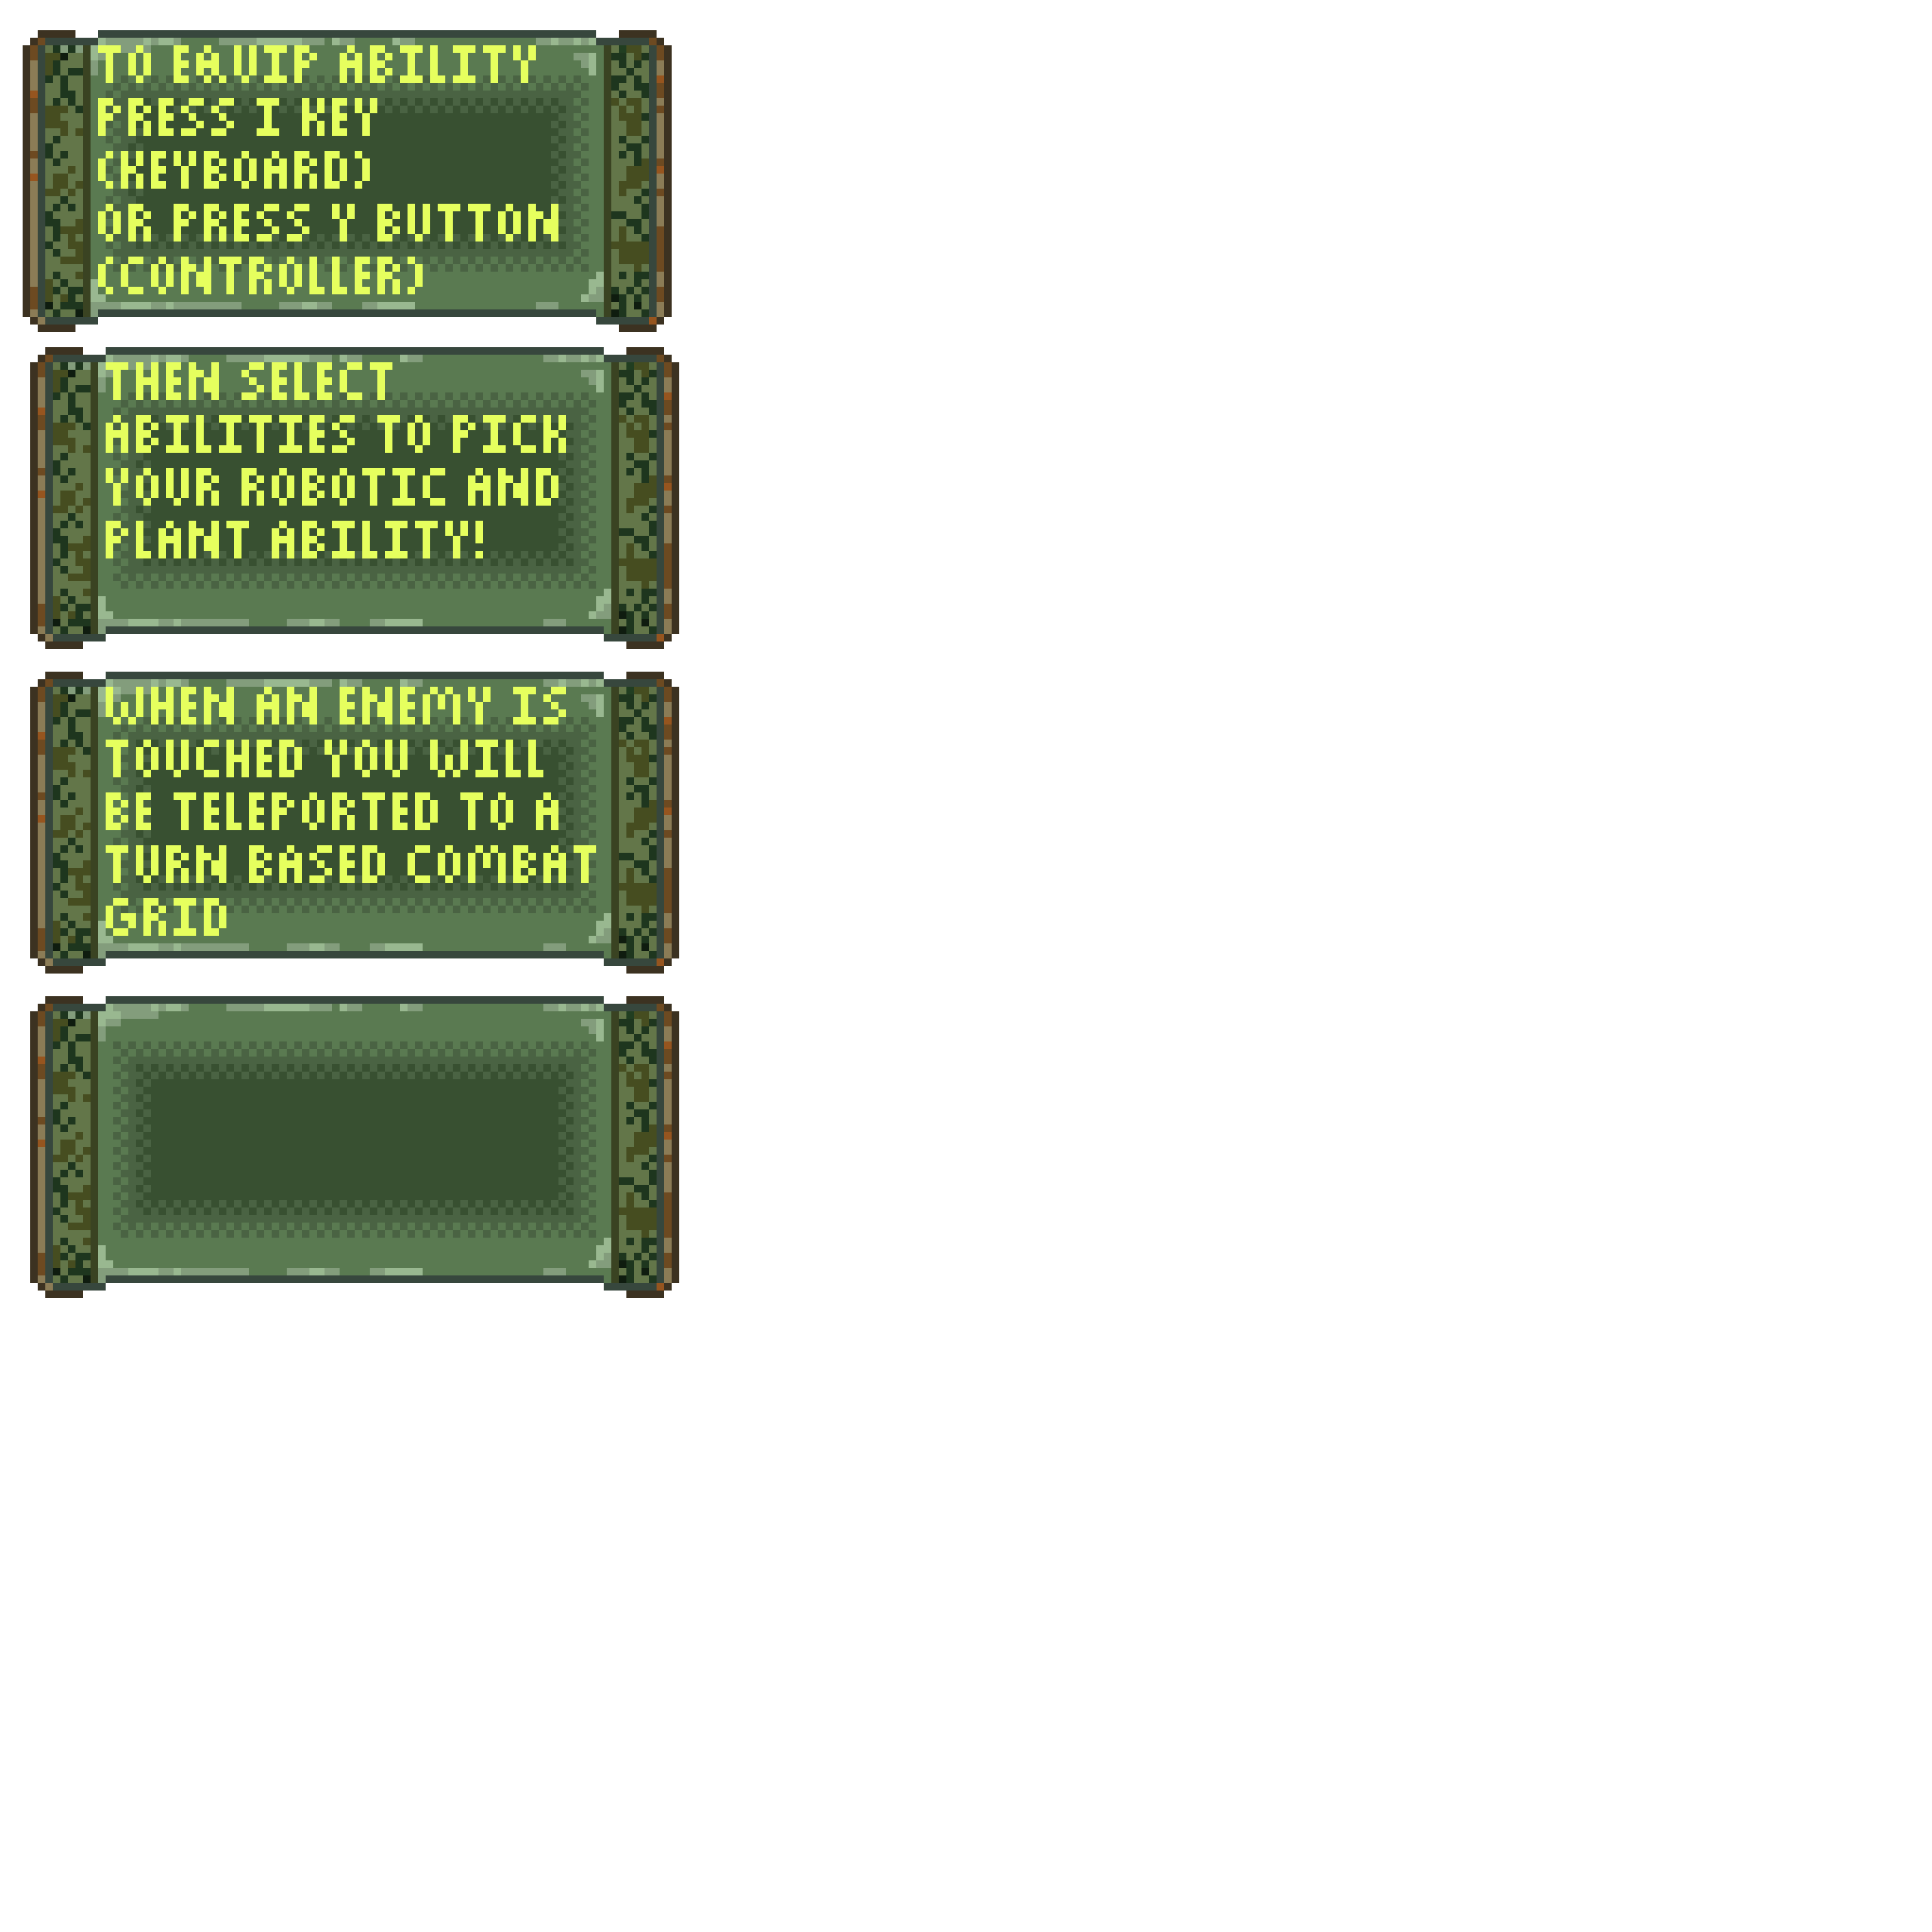 TO EQUIP ABILITY
PRESS I KEY
(KEYBOARD)
OR PRESS Y BUTTON
(CONTROLLER)
THEN SELECT
ABILITIES TO PICK
YOUR ROBOTIC AND
PLANT ABILITY!
WHEN AN ENEMY IS
TOUCHED YOU WILL
BE TELEPORTED TO A
TURN BASED COMBAT
GRID